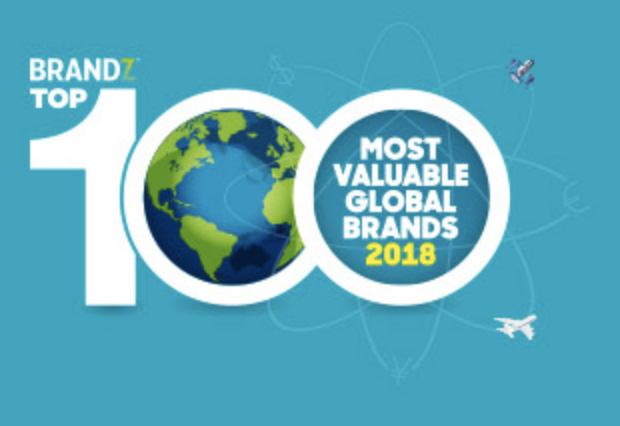 BRANDZ™
TOP
100
MOST
VALUABLE
GLOBAL
BRANDS
2018
$
€
¥